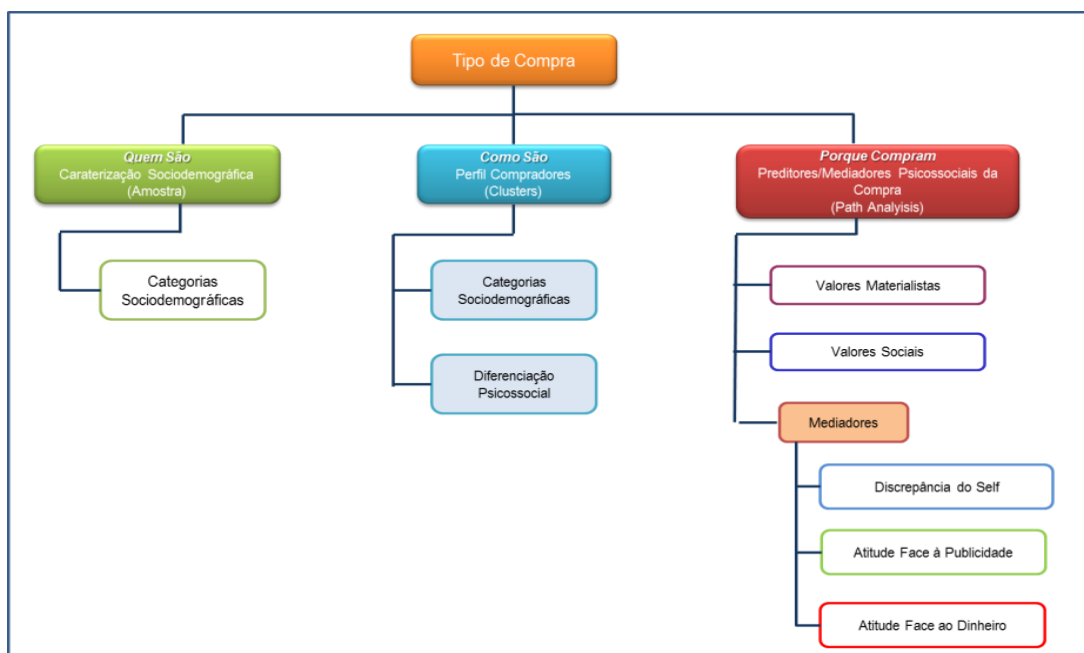 Tipo de Compra
Quem São
Caraterização Sociodemográfica
(Amostra)
Categorias
Sociodemográficas
Como São
Perfil Compradores
(Clusters)
Categorias
Sociodemográficas
Diferenciação
Psicossocial
Porque Compram
Preditores/Mediadores Psicossociais da
Compra
(Path Analyisis)
Valores Materialistas
Valores Sociais
Mediadores
Discrepância do Self
Atitude Face à Publicidade
Atitude Face ao Dinheiro